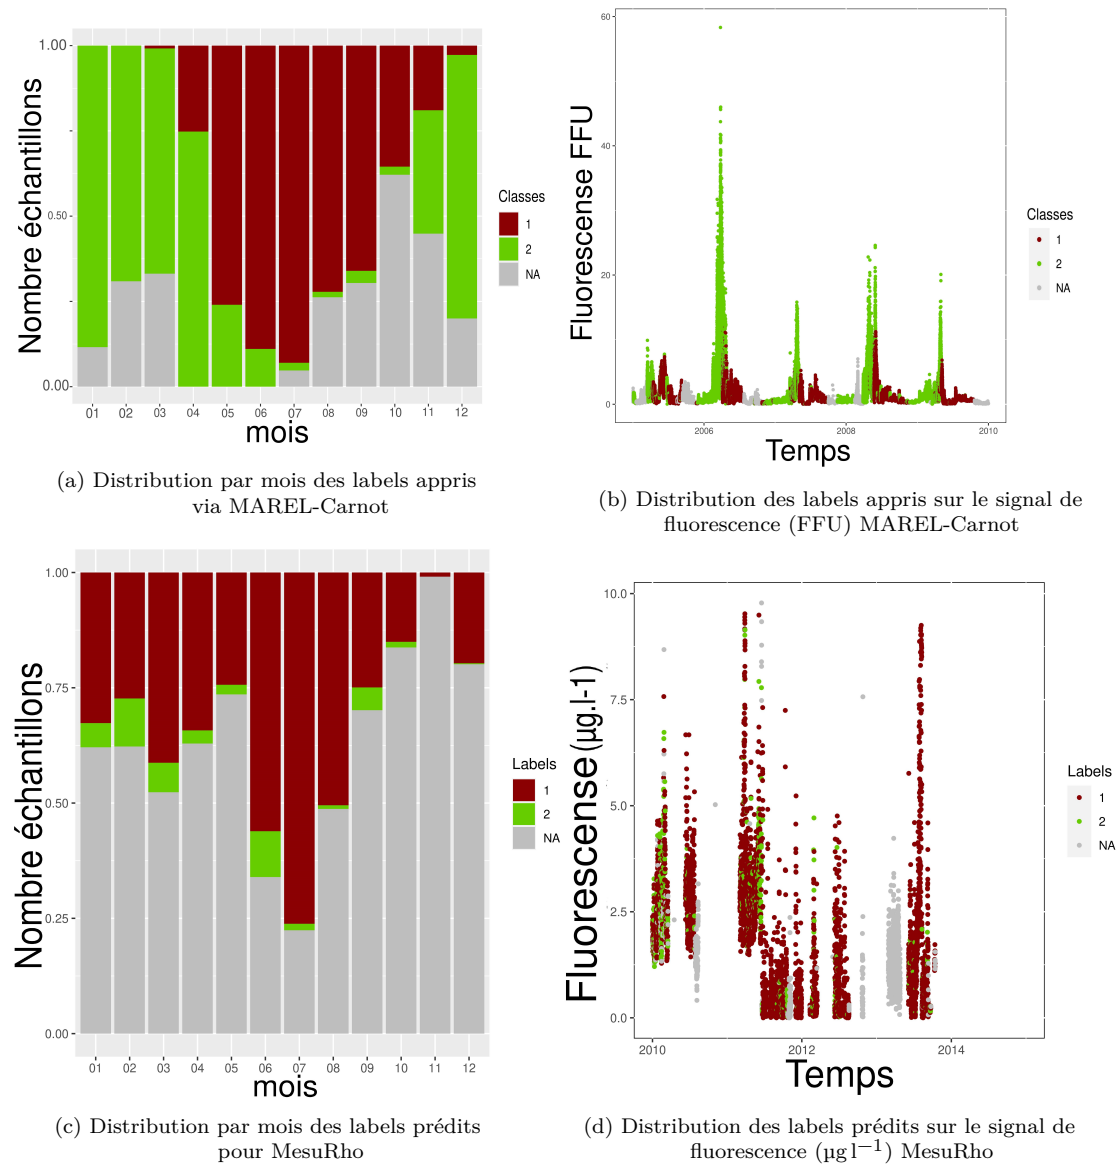 1.00
0.50
0.00
Nombre échantillons
01 02 03 04 05 06 07 08 09 10 11 12
mois
Classes
1
2
NA
(a) Distribution par mois des labels appris
via MAREL-Carnot
60
40
20
0
Fluorescense FFU
2006 2008 2010
Temps
Classes
1
2
NA
(b) Distribution des labels appris sur le signal de
fluorescence (FFU) MAREL-Carnot
1.00
0.75
0.50
0.25
0.00
Nombre échantillons
01 02 03 04 05 06 07 08 09 10 11 12
mois
Labels
1
2
NA
(c) Distribution par mois des labels prédits
pour MesuRho
10.0
7.5
5.0
2.5
0.0
Fluorescense (µg.l-1)
2010 2012 2014
Temps
Labels
1
2
NA
(d) Distribution des labels prédits sur le signal de
fluorescence (µg l⁻¹) MesuRho